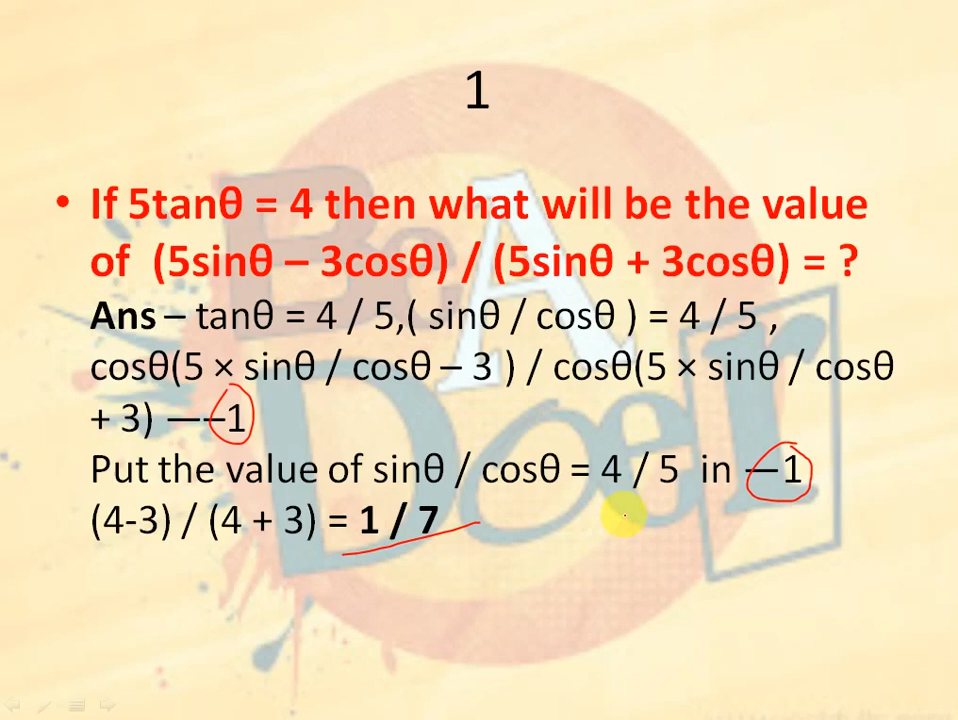 1
• If 5tanθ = 4 then what will be the value
of (5sinθ – 3cosθ) / (5sinθ + 3cosθ) = ?
Ans – tanθ = 4 / 5,( sinθ / cosθ ) = 4 / 5 ,
cosθ(5 × sinθ / cosθ – 3 ) / cosθ(5 × sinθ / cosθ
+ 3) —–1
Put the value of sinθ / cosθ = 4 / 5 in —1
(4-3) / (4 + 3) = 1 / 7
Be A
Doer